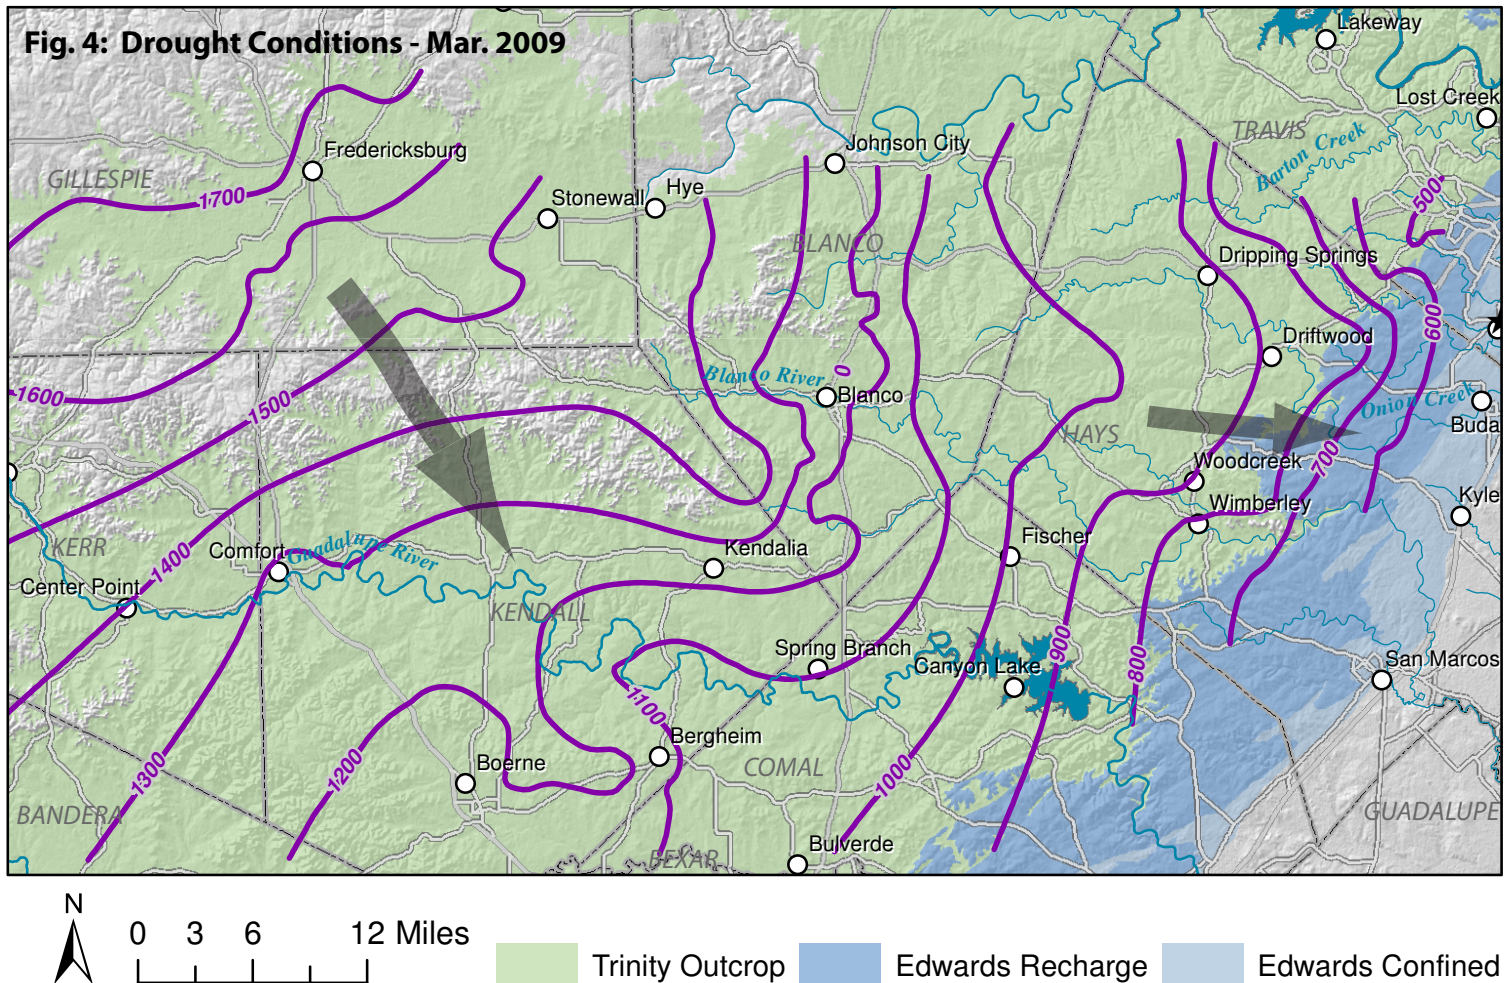 Fig. 4: Drought Conditions - Mar. 2009
Lakeway
Lost Creek
TRAVIS
Barton Creek
Johnson City
Fredericksburg
GILLESPIE
1700
Stonewall
Hye
500
BLANCO
Dripping Springs
600
Driftwood
0
Blanco River
Blanco
1600
1500
Onion Creek
Buda
HAYS
700
Woodcreek
Wimberley
Kyle
KERR
1400
Comfort
Guadalupe River
Kendalia
Fischer
Center Point
KENDALL
Spring Branch
Canyon Lake
900
800
San Marcos
1100
Bergheim
Boerne
COMAL
1300
1200
1000
BANDERA
GUADALUPE
Bulverde
BEXAR
N
0 3 6 12 Miles
Trinity Outcrop Edwards Recharge Edwards Confined